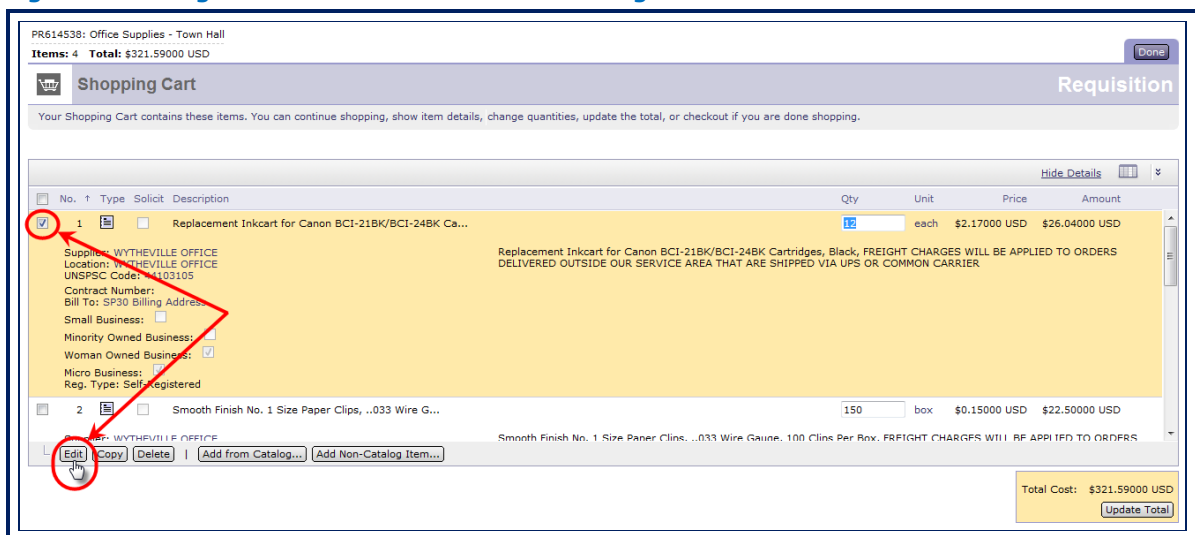 PR614538: Office Supplies - Town Hall
Items: 4 Total: $321.59000 USD
Done
Shopping Cart
Requisition
Your Shopping Cart contains these items. You can continue shopping, show item details, change quantities, update the total, or checkout if you are done shopping.
Hide Details
No. ↑ Type Solicit Description Qty Unit Price Amount
1 Replacement Inkcart for Canon BCI-21BK/BCI-24BK Ca... 12 each $2.17000 USD $26.04000 USD
Supplier: WYTHEVILLE OFFICE
Replacement Inkcart for Canon BCI-21BK/BCI-24BK Cartridges, Black, FREIGHT CHARGES WILL BE APPLIED TO ORDERS
Location: WYTHEVILLE OFFICE
DELIVERED OUTSIDE OUR SERVICE AREA THAT ARE SHIPPED VIA UPS OR COMMON CARRIER
UNSPSC Code: 44103105
Contract Number:
Bill To: SP30 Billing Address
Small Business:
Minority Owned Business:
Woman Owned Business:
Micro Business:
Reg. Type: Self-Registered
2 Smooth Finish No. 1 Size Paper Clips, ..033 Wire G... 150 box $0.15000 USD $22.50000 USD
Supplier: WYTHEVILLE OFFICE
Smooth Finish No. 1 Size Paper Clips, ..033 Wire Gauge, 100 Clips Per Box, FREIGHT CHARGES WILL BE APPLIED TO ORDERS
Edit Copy Delete | Add from Catalog... Add Non-Catalog Item...
Total Cost: $321.59000 USD
Update Total